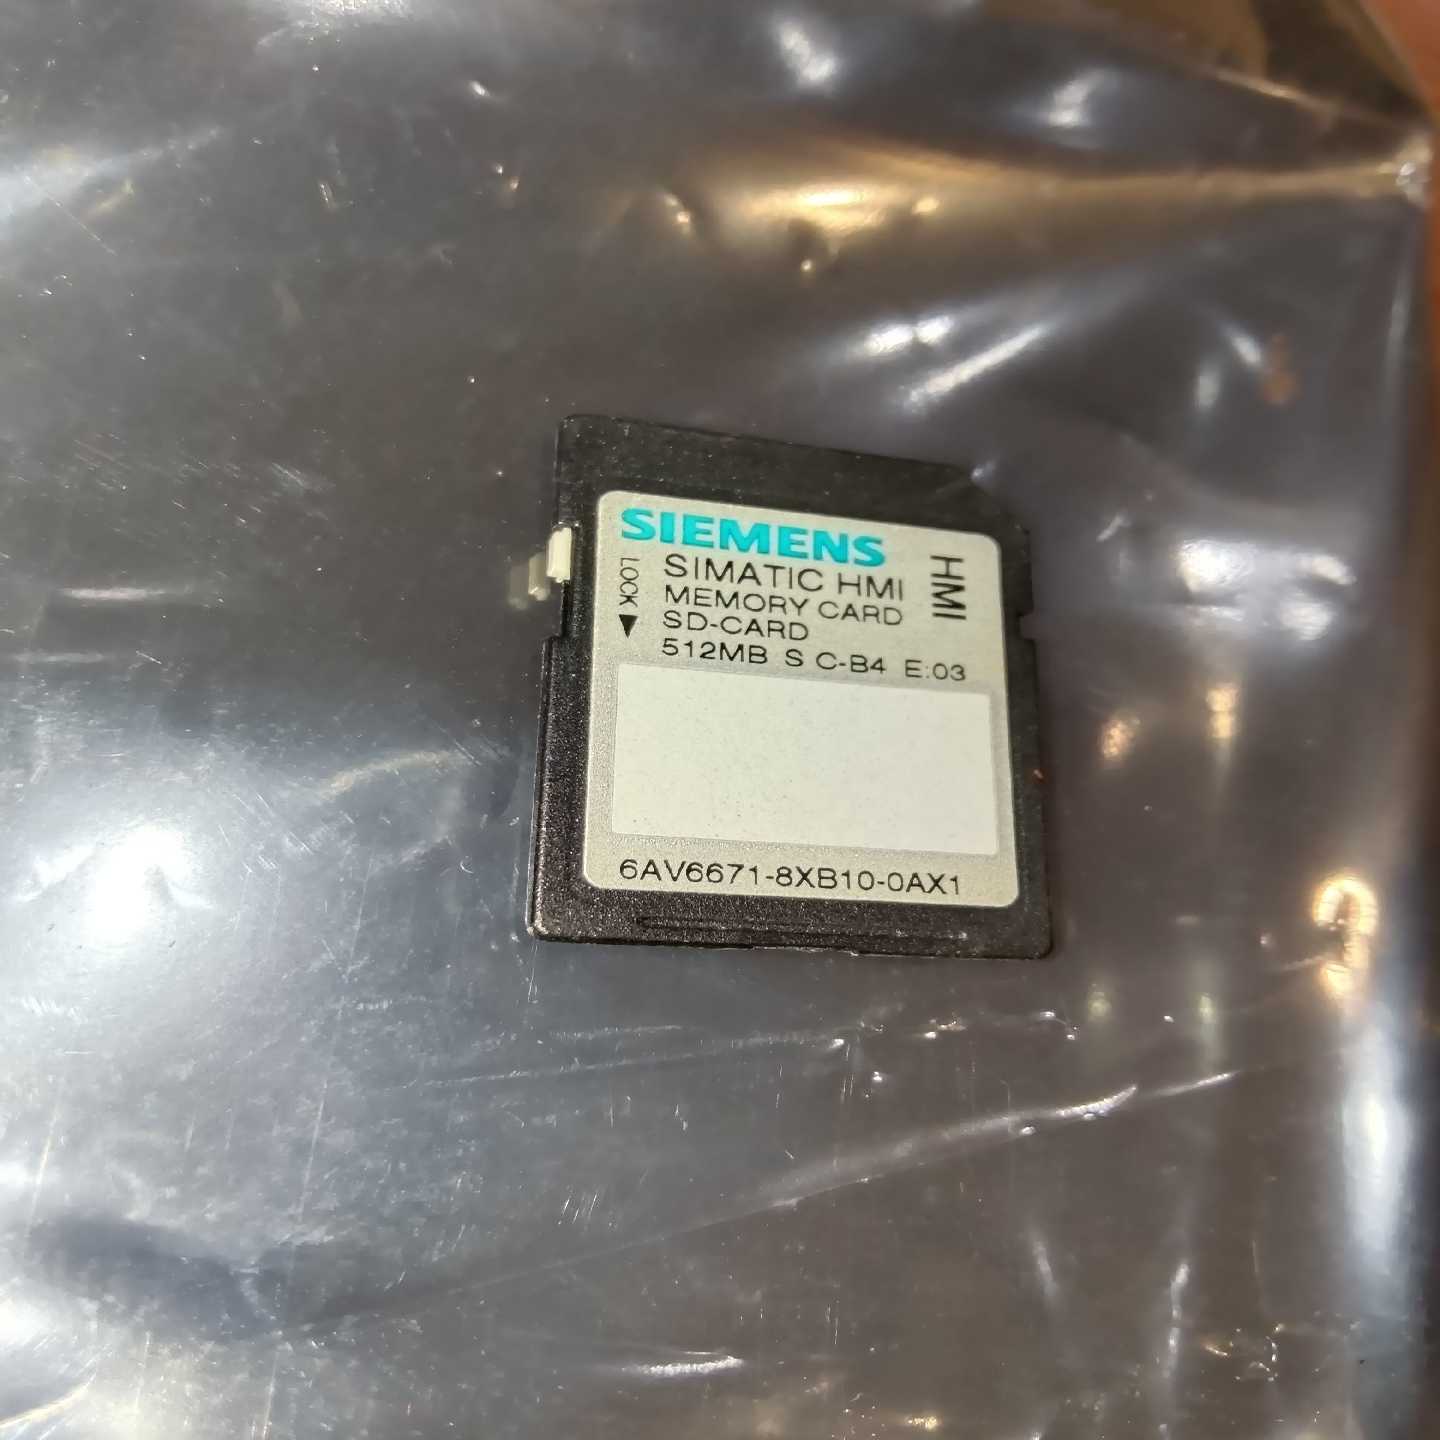 SIEMENS
SIMATIC HMI
MEMORY CARD
SD-CARD
512MB S C-B4 E:03
LOCK ▼
HMI
6AV6671-8XB10-0AX1